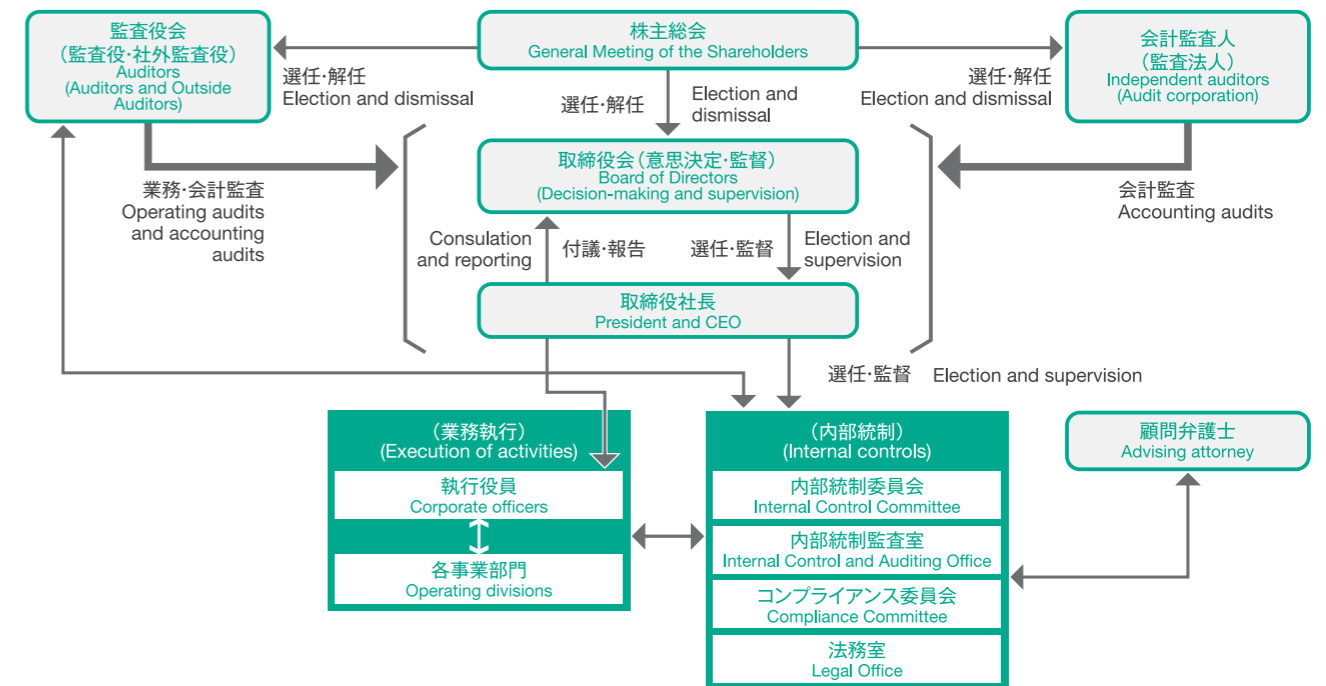 監査役会
(監査役・社外監査役)
Auditors
(Auditors and Outside
Auditors)
株主総会
General Meeting of the Shareholders
会計監査人
(監査法人)
Independent auditors
(Audit corporation)
選任・解任
Election and dismissal
選任・解任
Election and
dismissal
選任・解任
Election and dismissal
取締役会(意思決定・監督)
Board of Directors
(Decision-making and supervision)
業務・会計監査
Operating audits
and accounting
audits
会計監査
Accounting audits
Consulation
and reporting
付議・報告
選任・監督
Election and
supervision
取締役社長
President and CEO
選任・監督 Election and supervision
(業務執行)
(Execution of activities)
執行役員
Corporate officers
各事業部門
Operating divisions
(内部統制)
(Internal controls)
内部統制委員会
Internal Control Committee
内部統制監査室
Internal Control and Auditing Office
コンプライアンス委員会
Compliance Committee
法務室
Legal Office
顧問弁護士
Advising attorney